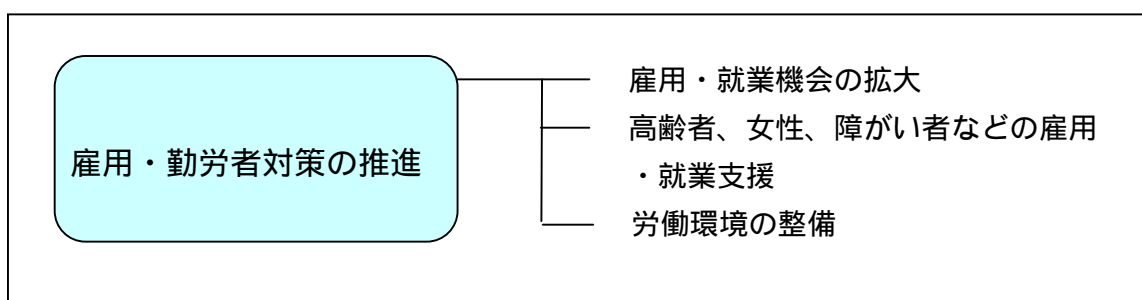 雇用・勤労者対策の推進
雇用・就業機会の拡大
高齢者、女性、障がい者などの雇用
・就業支援
労働環境の整備